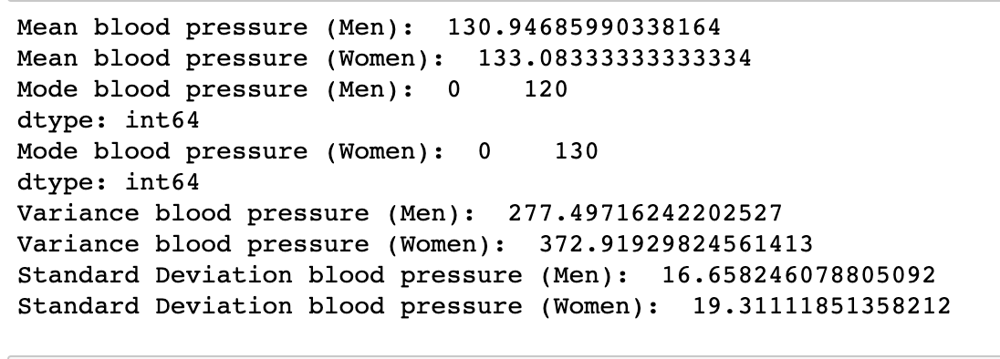 Mean blood pressure (Men):  130.94685990338164
Mean blood pressure (Women):  133.08333333333334
Mode blood pressure (Men):  0    120
dtype: int64
Mode blood pressure (Women):  0    130
dtype: int64
Variance blood pressure (Men):  277.49716242202527
Variance blood pressure (Women):  372.91929824561413
Standard Deviation blood pressure (Men):  16.658246078805092
Standard Deviation blood pressure (Women):  19.31111851358212